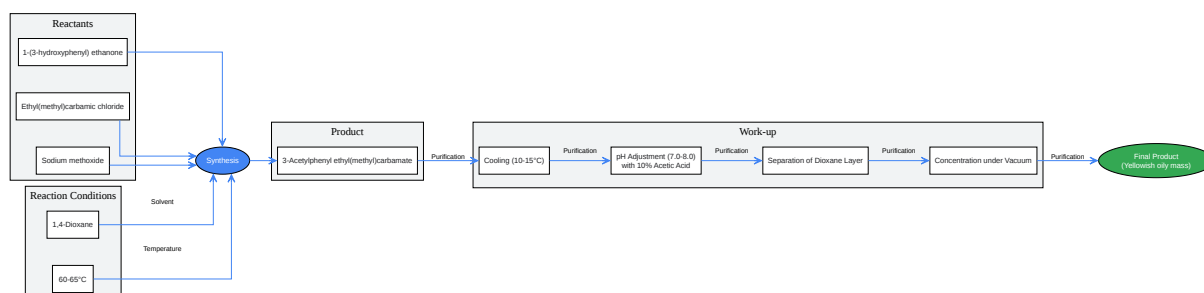 Reactants
1-(3-hydroxyphenyl) ethanone
Ethyl(methyl)carbamic chloride
Sodium methoxide
Reaction Conditions
1,4-Dioxane
60-65°C
Solvent
Temperature
Synthesis
Product
3-Acetylphenyl ethyl(methyl)carbamate
Purification
Work-up
Cooling (10-15°C)
Purification
pH Adjustment (7.0-8.0)
with 10% Acetic Acid
Purification
Separation of Dioxane Layer
Purification
Concentration under Vacuum
Purification
Final Product
(Yellowish oily mass)